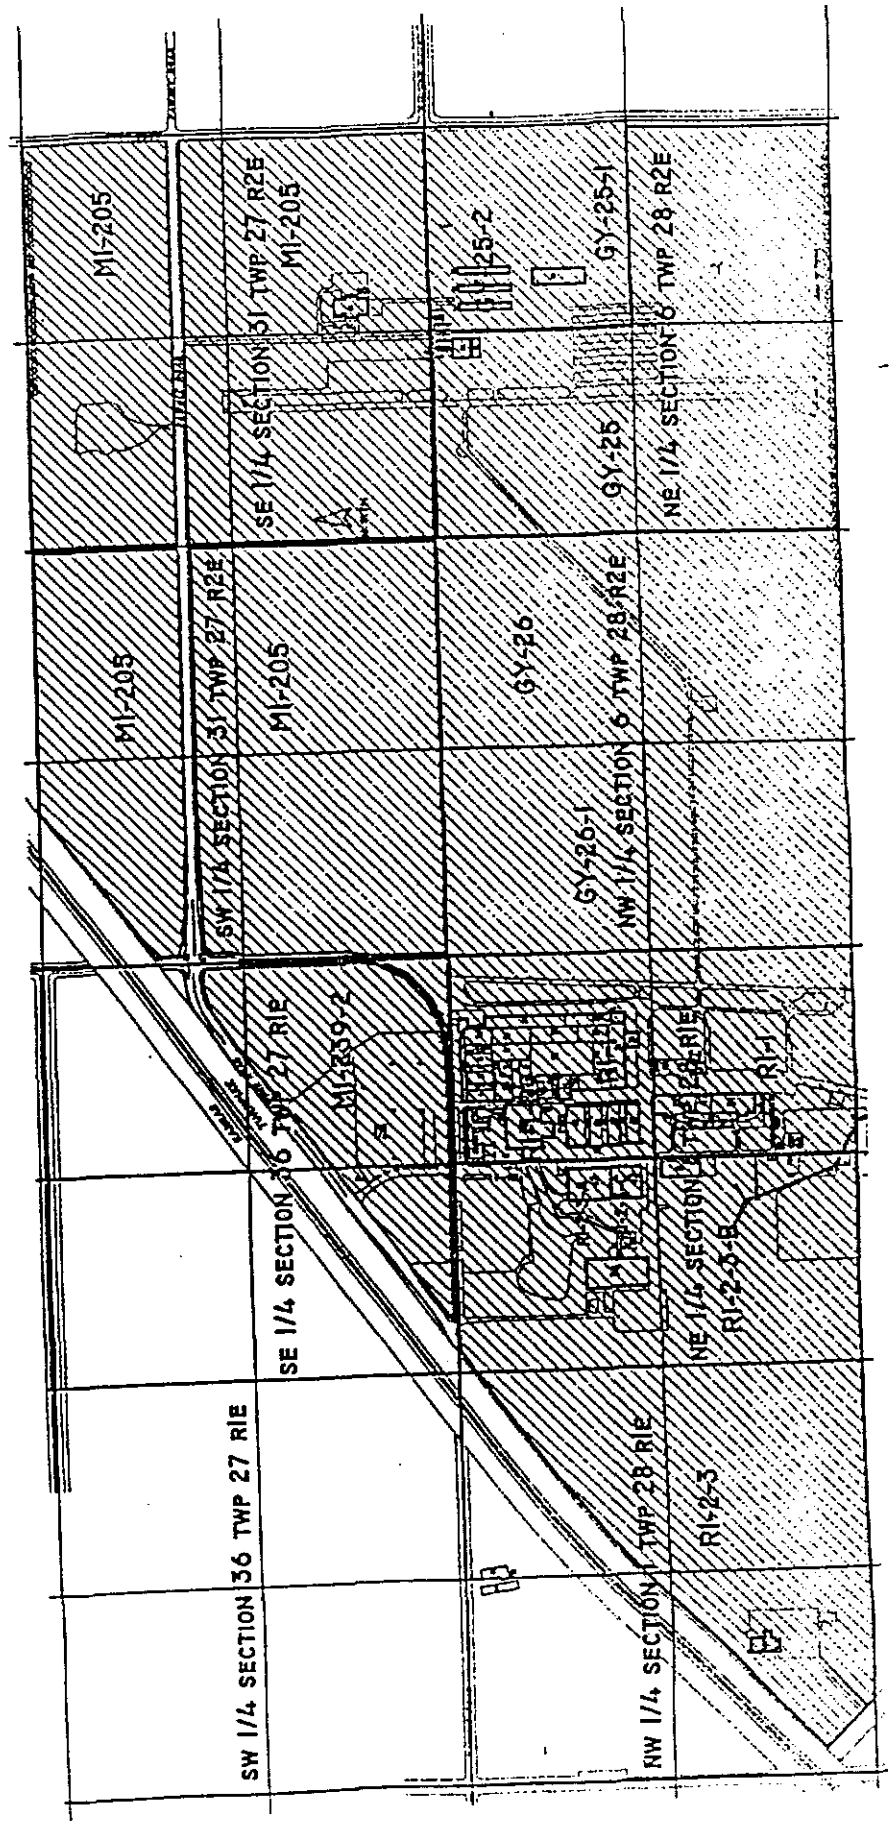 MI-205
MI-205
SW 1/4 SECTION 36 TWP 27 R1E
SE 1/4 SECTION 36 TWP 27 R1E
SW 1/4 SECTION 31 TWP 27 R2E
SE 1/4 SECTION 31 TWP 27 R2E
MI-205
MI-205
MI-239-2
GY-26
25-2
GY-26-1
GY-25
GY-25-1
NW 1/4 SECTION 1 TWP 28 R1E
NE 1/4 SECTION 1 TWP 28 R1E
NW 1/4 SECTION 6 TWP 28 R2E
NE 1/4 SECTION 6 TWP 28 R2E
RI-2-3
RI-2-3-B
RI-1